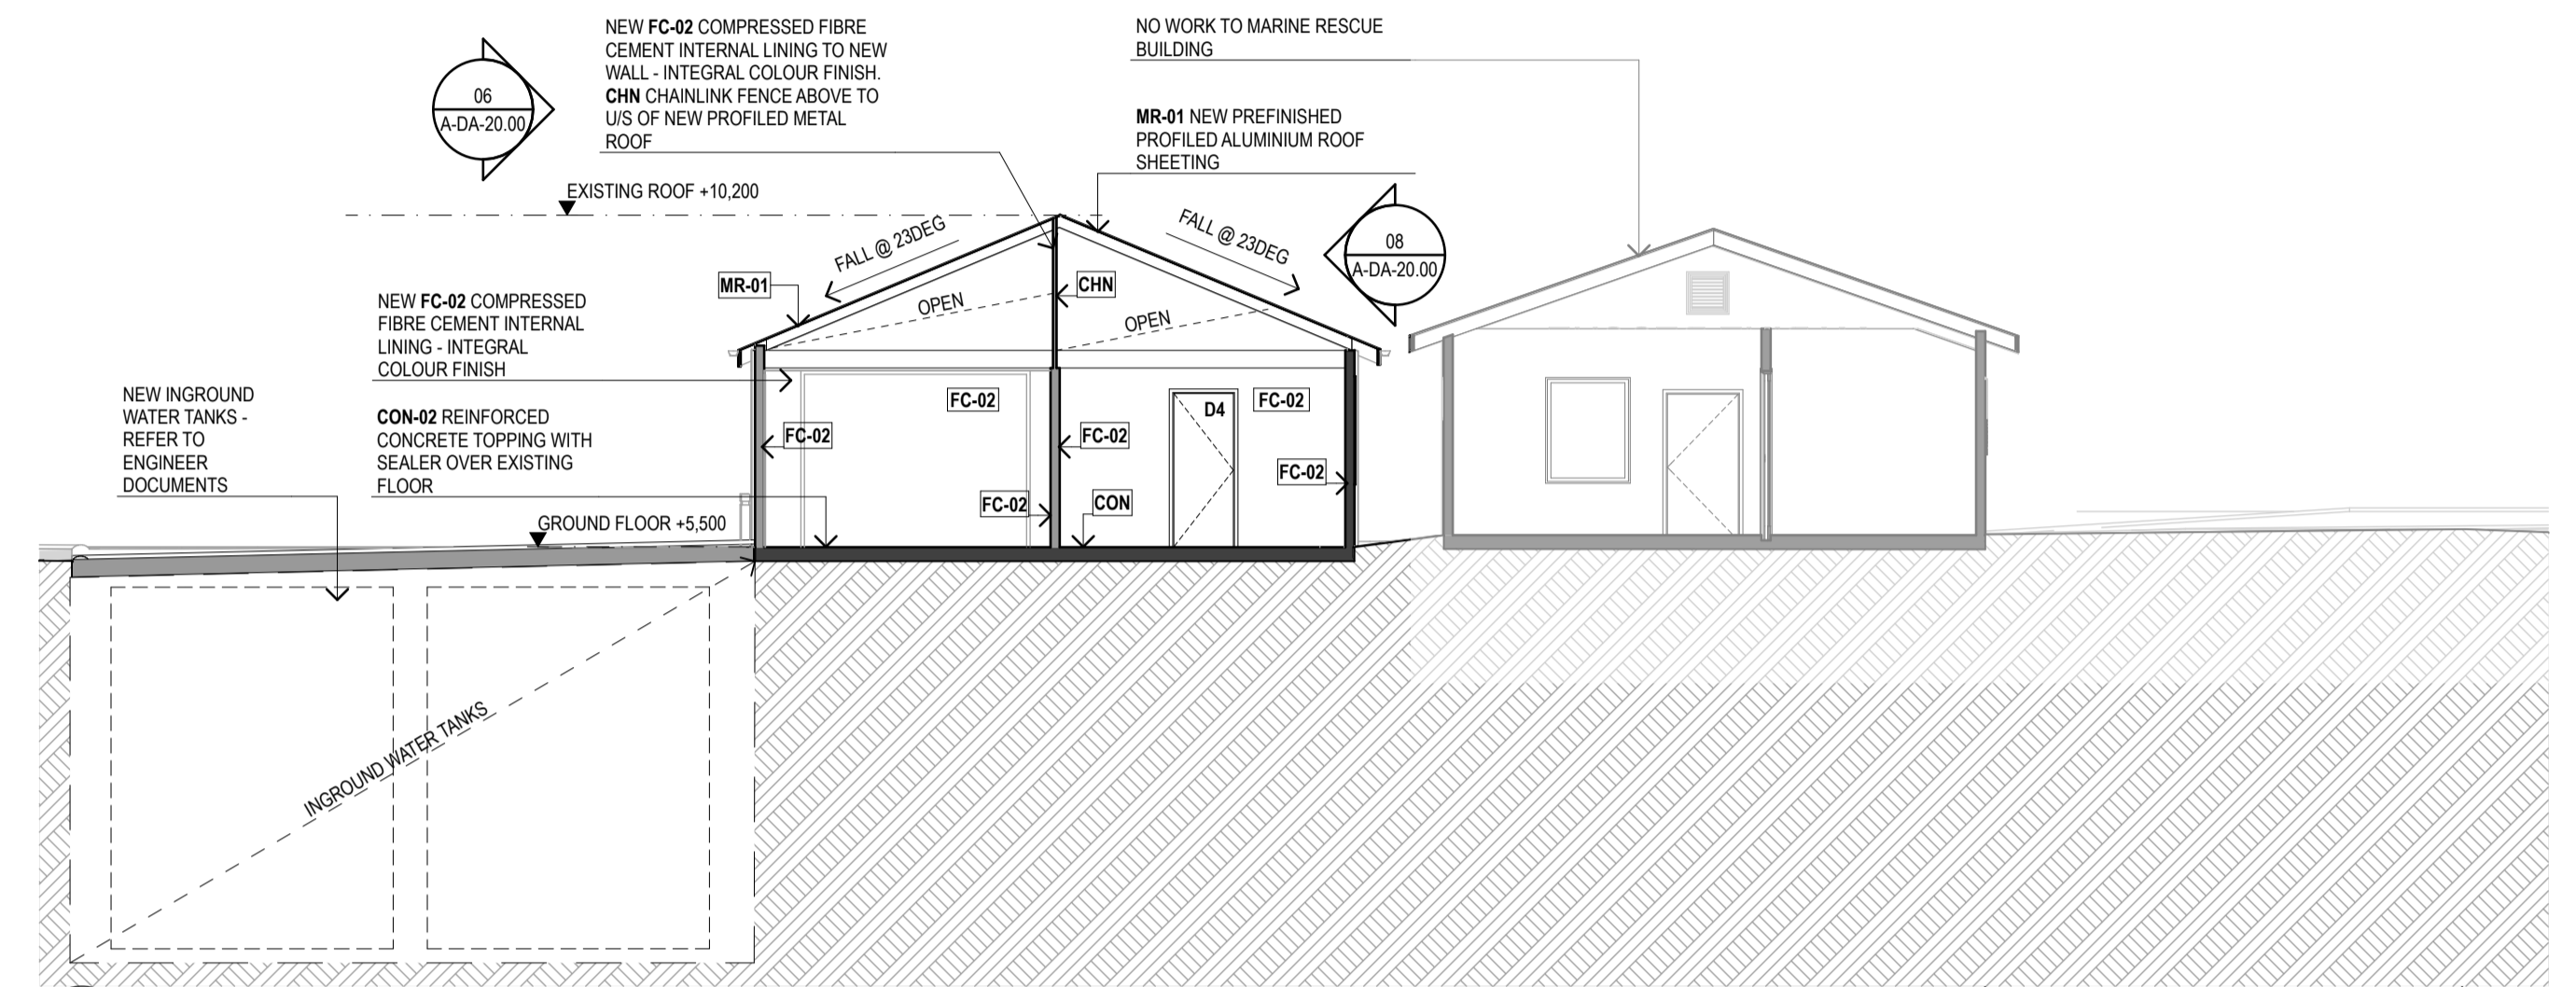 NEW FC-02 COMPRESSED FIBRE
CEMENT INTERNAL LINING TO NEW
WALL - INTEGRAL COLOUR FINISH.
CHN CHAINLINK FENCE ABOVE TO
U/S OF NEW PROFILED METAL
ROOF
NO WORK TO MARINE RESCUE
BUILDING
06
A-DA-20.00
MR-01 NEW PREFINISHED
PROFILED ALUMINIUM ROOF
SHEETING
EXISTING ROOF +10,200
FALL @ 23DEG
FALL @ 23DEG
08
A-DA-20.00
MR-01
CHN
OPEN
OPEN
NEW FC-02 COMPRESSED
FIBRE CEMENT INTERNAL
LINING - INTEGRAL
COLOUR FINISH
NEW INGROUND
WATER TANKS -
REFER TO
ENGINEER
DOCUMENTS
CON-02 REINFORCED
CONCRETE TOPPING WITH
SEALER OVER EXISTING
FLOOR
FC-02
D4
FC-02
FC-02
FC-02
FC-02
FC-02
CON
GROUND FLOOR +5,500
INGROUND WATER TANKS